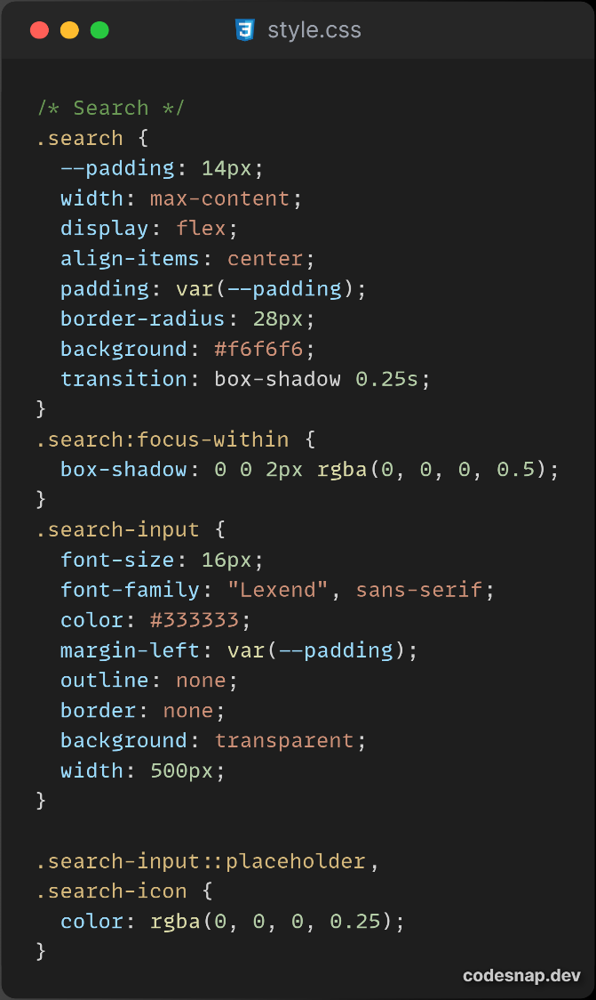 style.css
/* Search */
.search {
  --padding: 14px;
  width: max-content;
  display: flex;
  align-items: center;
  padding: var(--padding);
  border-radius: 28px;
  background: #f6f6f6;
  transition: box-shadow 0.25s;
}
.search:focus-within {
  box-shadow: 0 0 2px rgba(0, 0, 0, 0.5);
}
.search-input {
  font-size: 16px;
  font-family: "Lexend", sans-serif;
  color: #333333;
  margin-left: var(--padding);
  outline: none;
  border: none;
  background: transparent;
  width: 500px;
}
.search-input::placeholder,
.search-icon {
  color: rgba(0, 0, 0, 0.25);
}
codesnap.dev